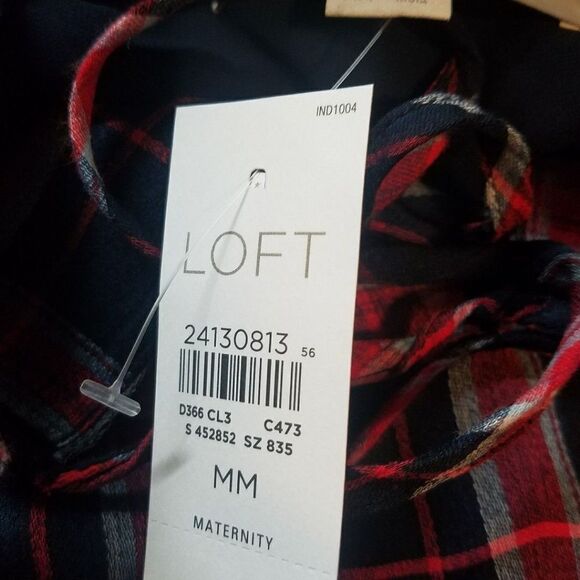 IND1004
LOFT
24130813 56
D366 CL3 C473
S 452852 SZ 835
MM
MATERNITY